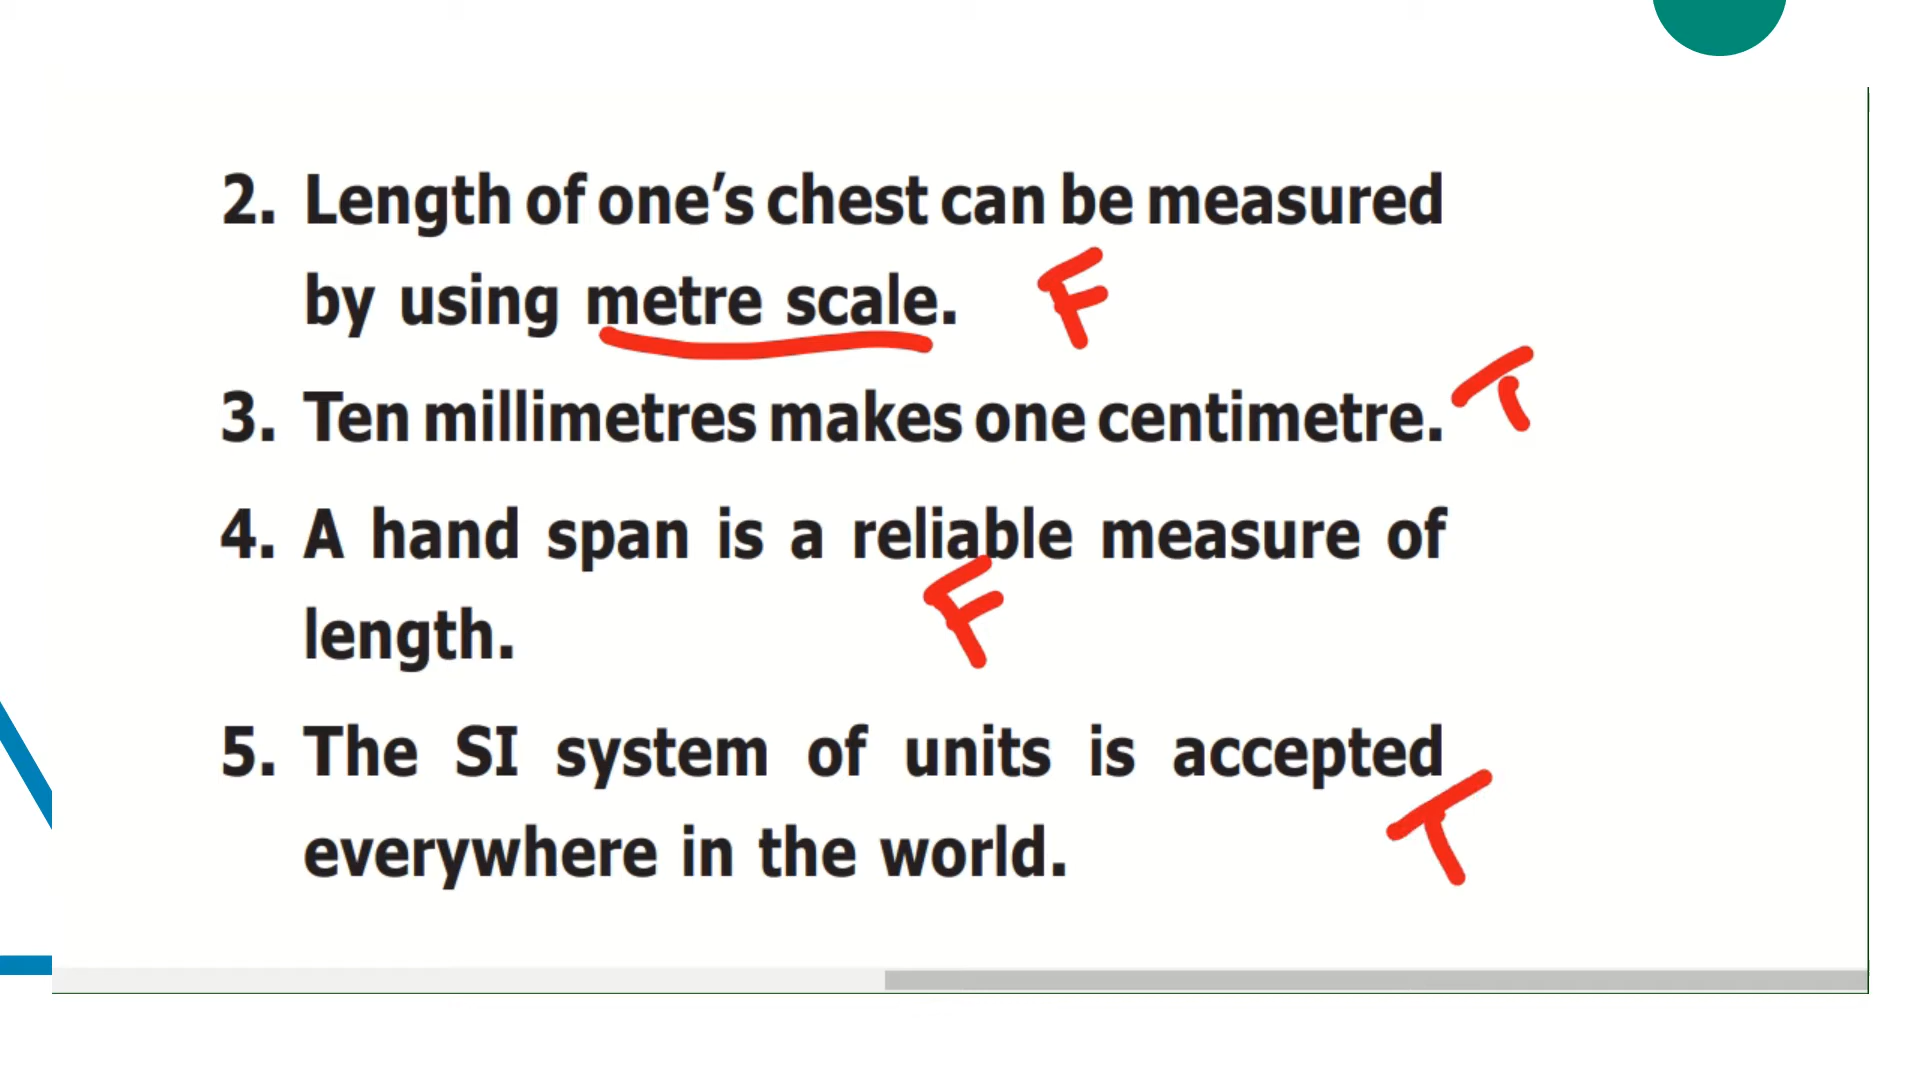 2. Length of one's chest can be measured
by using metre scale. F
3. Ten millimetres makes one centimetre. T
4. A hand span is a reliable measure of
length. F
5. The SI system of units is accepted
everywhere in the world. T